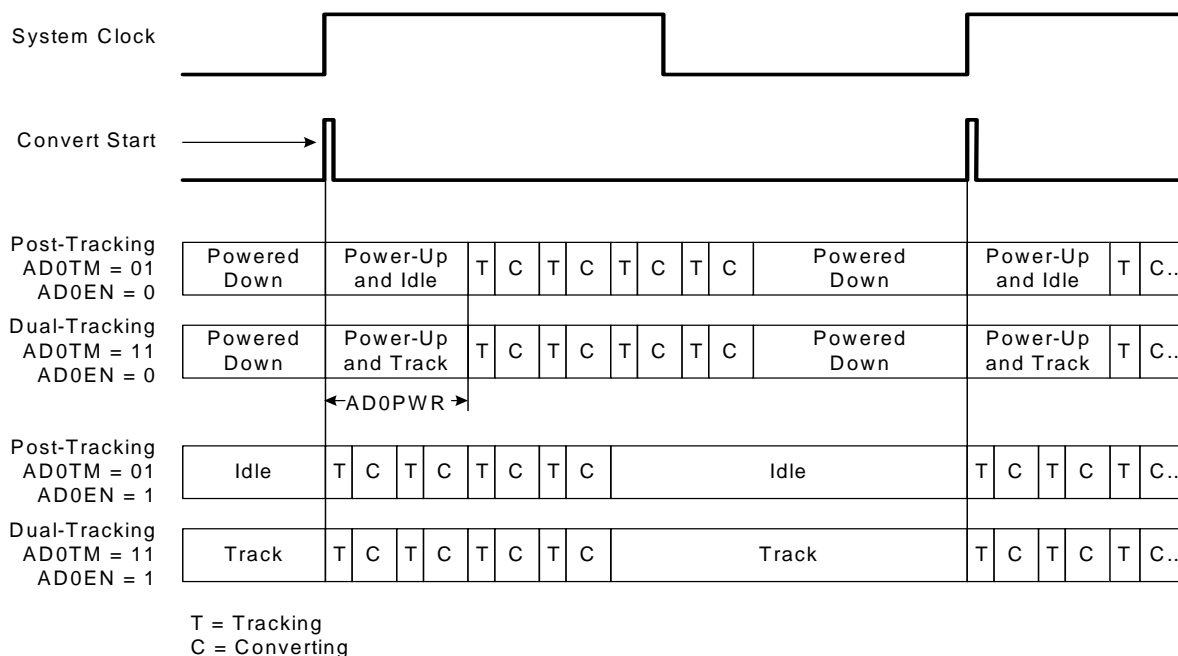 System Clock
Convert Start
Post-Tracking
AD0TM = 01
AD0EN = 0
Powered
Down
Power-Up
and Idle
T C T C T C T C
Powered
Down
Power-Up
and Idle
T C..
Dual-Tracking
AD0TM = 11
AD0EN = 0
Powered
Down
Power-Up
and Track
T C T C T C T C
Powered
Down
Power-Up
and Track
T C..
AD0PWR
Post-Tracking
AD0TM = 01
AD0EN = 1
Idle T C T C T C T C Idle T C T C T C..
Dual-Tracking
AD0TM = 11
AD0EN = 1
Track T C T C T C T C Track T C T C T C..
T = Tracking
C = Converting